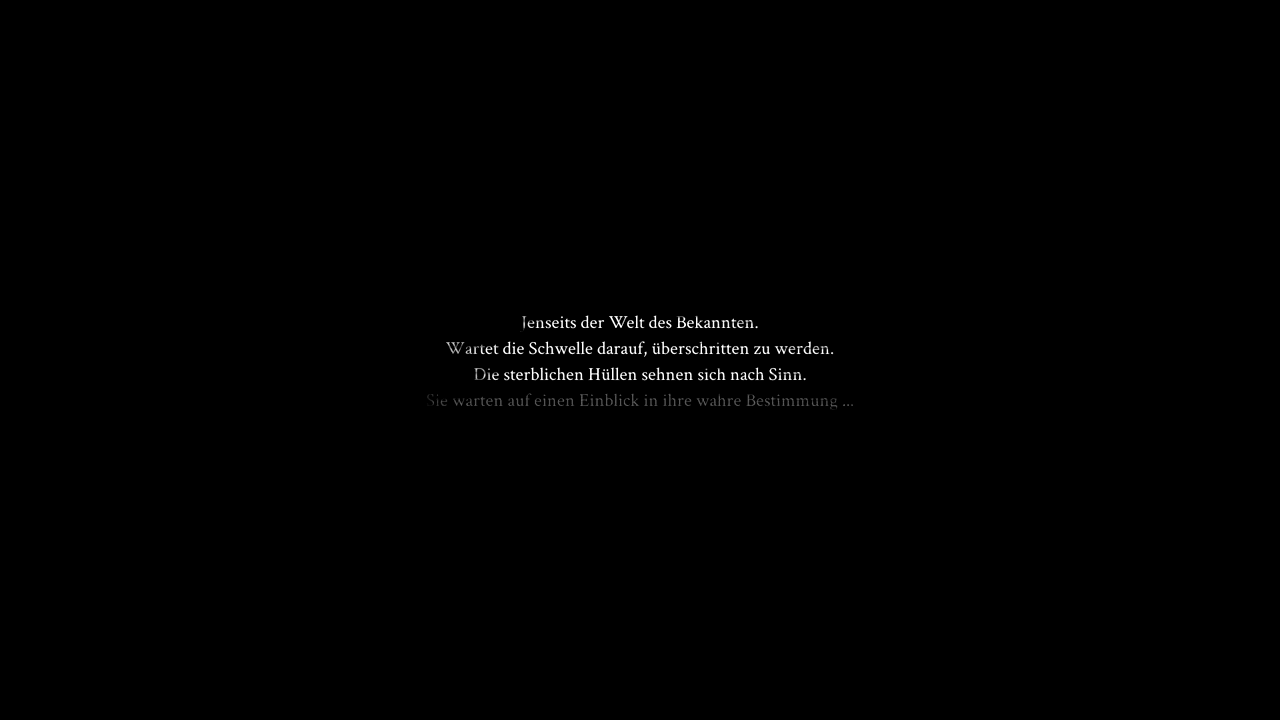 Jenseits der Welt des Bekannten.
Wartet die Schwelle darauf, überschritten zu werden.
Die sterblichen Hüllen sehnen sich nach Sinn.
Sie warten auf einen Einblick in ihre wahre Bestimmung ...